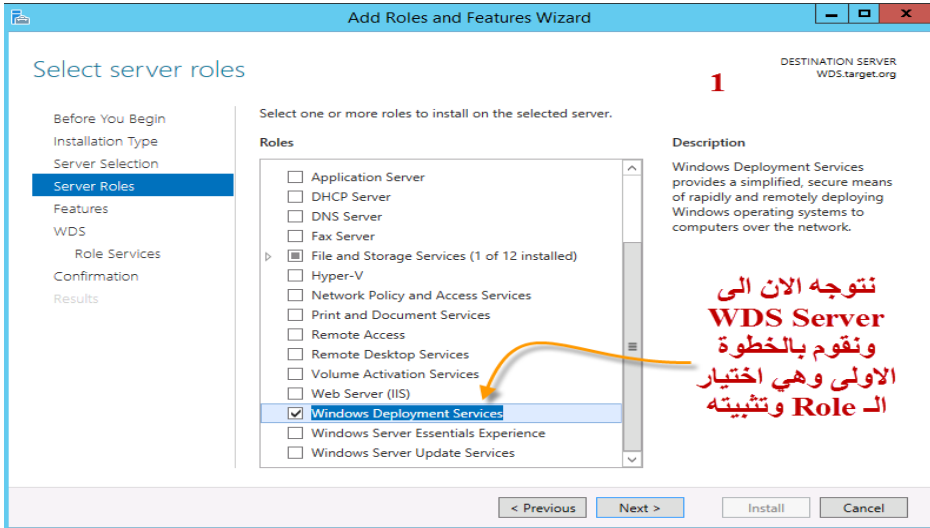 Add Roles and Features Wizard
Select server roles
DESTINATION SERVER
WDS.target.org
1
Before You Begin
Installation Type
Server Selection
Server Roles
Features
WDS
Role Services
Confirmation
Results
Select one or more roles to install on the selected server.
Roles
Application Server
DHCP Server
DNS Server
Fax Server
File and Storage Services (1 of 12 installed)
Hyper-V
Network Policy and Access Services
Print and Document Services
Remote Access
Remote Desktop Services
Volume Activation Services
Web Server (IIS)
Windows Deployment Services
Windows Server Essentials Experience
Windows Server Update Services
Description
Windows Deployment Services
provides a simplified, secure means
of rapidly and remotely deploying
Windows operating systems to
computers over the network.
نتوجه الان الى
WDS Server
ونقوم بالخطوة
الاولى وهي اختيار
الـ Role وتثبيته
< Previous
Next >
Install
Cancel